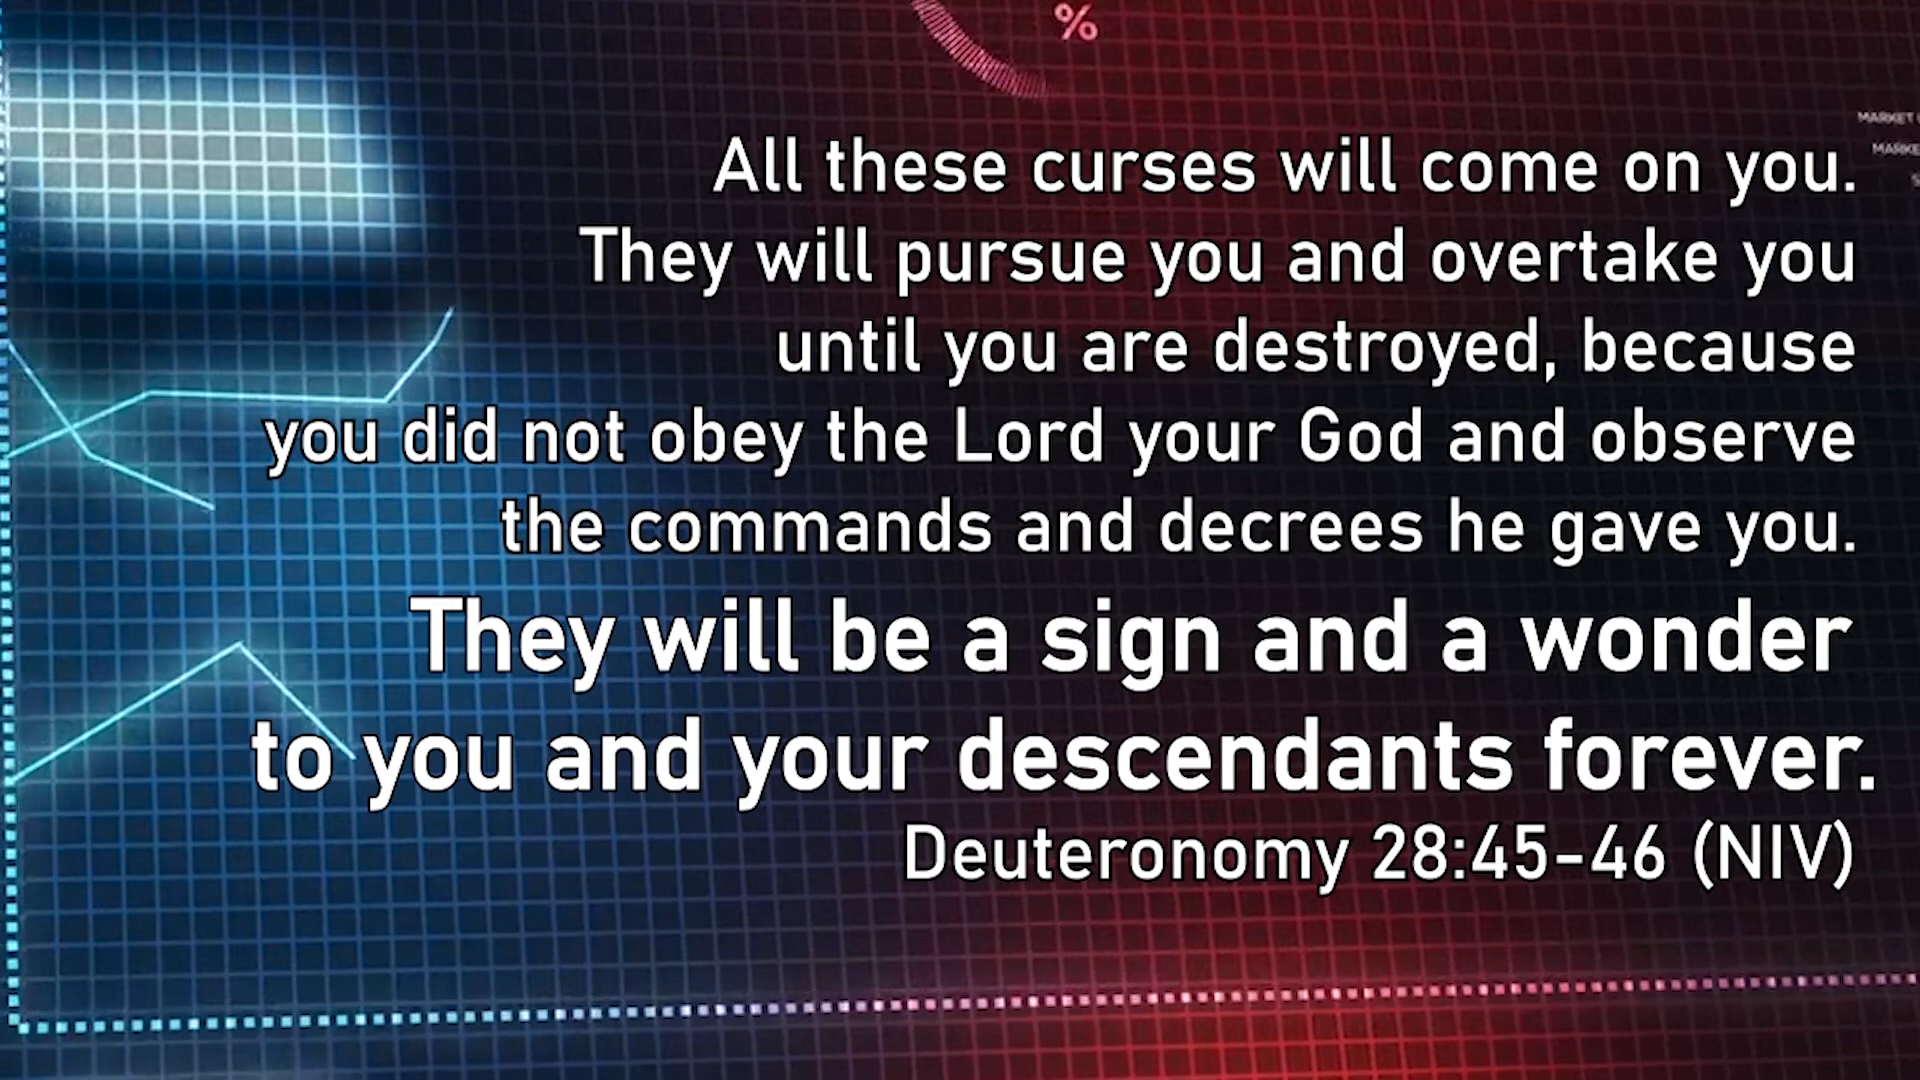 %
MARKET
All these curses will come on you.
They will pursue you and overtake you
until you are destroyed, because
you did not obey the Lord your God and observe
the commands and decrees he gave you.
They will be a sign and a wonder
to you and your descendants forever.
Deuteronomy 28:45-46 (NIV)